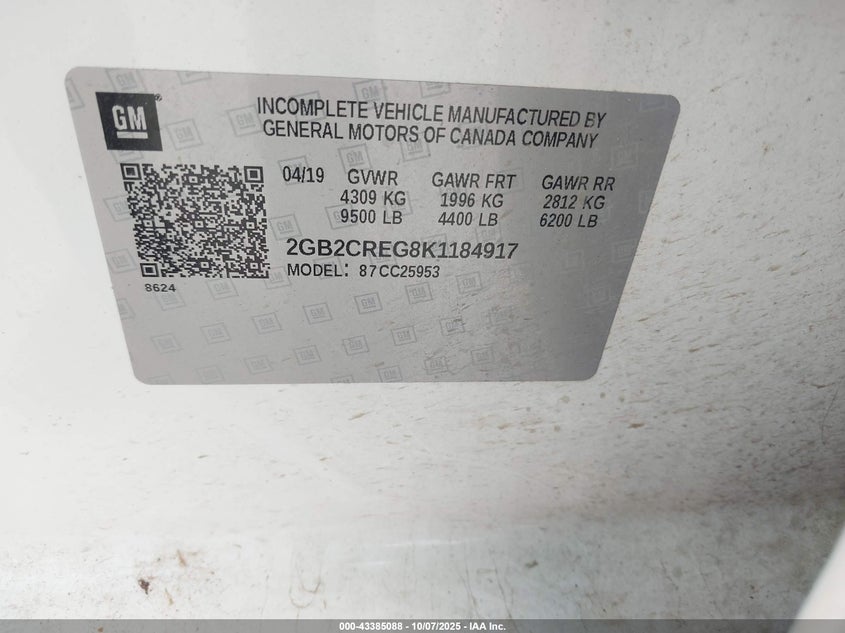 GM
INCOMPLETE VEHICLE MANUFACTURED BY
GENERAL MOTORS OF CANADA COMPANY
04/19 GVWR GAWR FRT GAWR RR
4309 KG 1996 KG 2812 KG
9500 LB 4400 LB 6200 LB
2GB2CREG8K1184917
MODEL: 87CC25953
8624
000-43385088 - 10/07/2025 - IAA Inc.